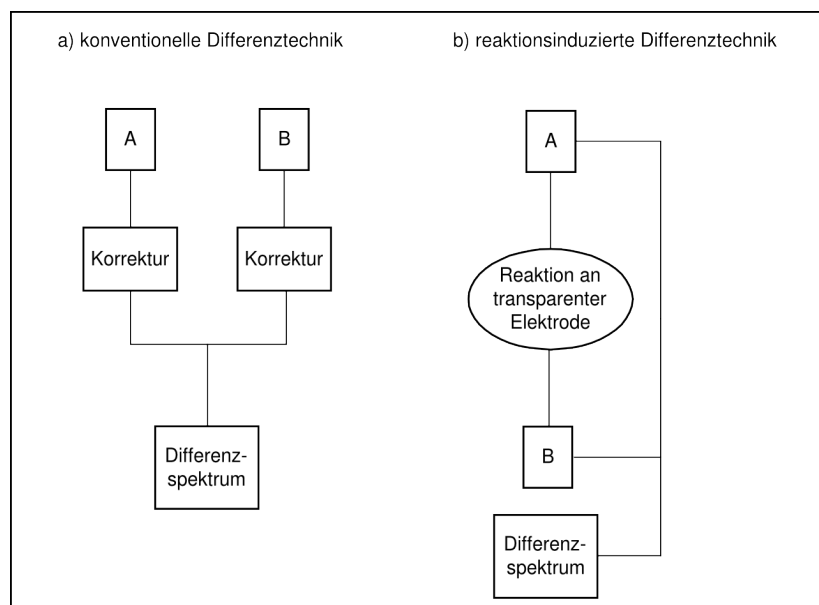 a) konventionelle Differenztechnik
A
B
Korrektur
Korrektur
Differenz-
spektrum
b) reaktionsinduzierte Differenztechnik
A
Reaktion an
transparenter
Elektrode
B
Differenz-
spektrum